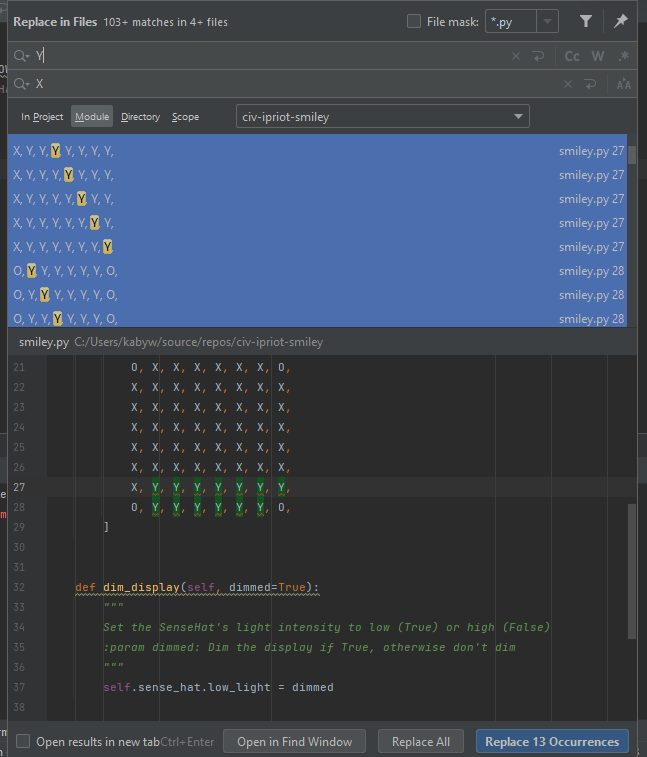 Replace in Files 103+ matches in 4+ files File mask: *.py
Y Cc W .*
X
In Project Module Directory Scope civ-ipriot-smiley
X, Y, Y, Y, Y, Y, Y, Y, smiley.py 27
X, Y, Y, Y, Y, Y, Y, Y, smiley.py 27
X, Y, Y, Y, Y, Y, Y, Y, smiley.py 27
X, Y, Y, Y, Y, Y, Y, Y, smiley.py 27
X, Y, Y, Y, Y, Y, Y, Y, smiley.py 27
O, Y, Y, Y, Y, Y, Y, O, smiley.py 28
O, Y, Y, Y, Y, Y, Y, O, smiley.py 28
O, Y, Y, Y, Y, Y, Y, O, smiley.py 28
smiley.py C:/Users/kabyw/source/repos/civ-ipriot-smiley
21 O, X, X, X, X, X, X, O,
22 X, X, X, X, X, X, X, X,
23 X, X, X, X, X, X, X, X,
24 X, X, X, X, X, X, X, X,
25 X, X, X, X, X, X, X, X,
26 X, X, X, X, X, X, X, X,
27 X, Y, Y, Y, Y, Y, Y, Y,
28 O, Y, Y, Y, Y, Y, Y, O,
29 ]
30
31
32 def dim_display(self, dimmed=True):
33 """
34 Set the SenseHat's light intensity to low (True) or high (False)
35 :param dimmed: Dim the display if True, otherwise don't dim
36 """
37 self.sense_hat.low_light = dimmed
38
Open results in new tab Ctrl+Enter Open in Find Window Replace All Replace 13 Occurrences